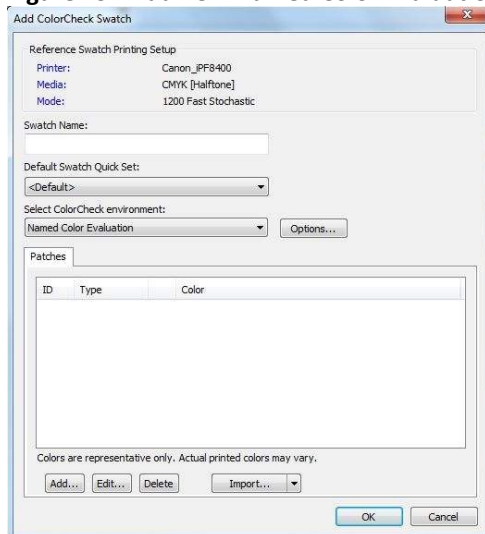 Add ColorCheck Swatch
Reference Swatch Printing Setup
Printer: Canon_iPF8400
Media: CMYK [Halftone]
Mode: 1200 Fast Stochastic
Swatch Name:
Default Swatch Quick Set:
<Default>
Select ColorCheck environment:
Named Color Evaluation Options...
Patches
ID Type Color
Colors are representative only. Actual printed colors may vary.
Add... Edit... Delete Import...
OK Cancel